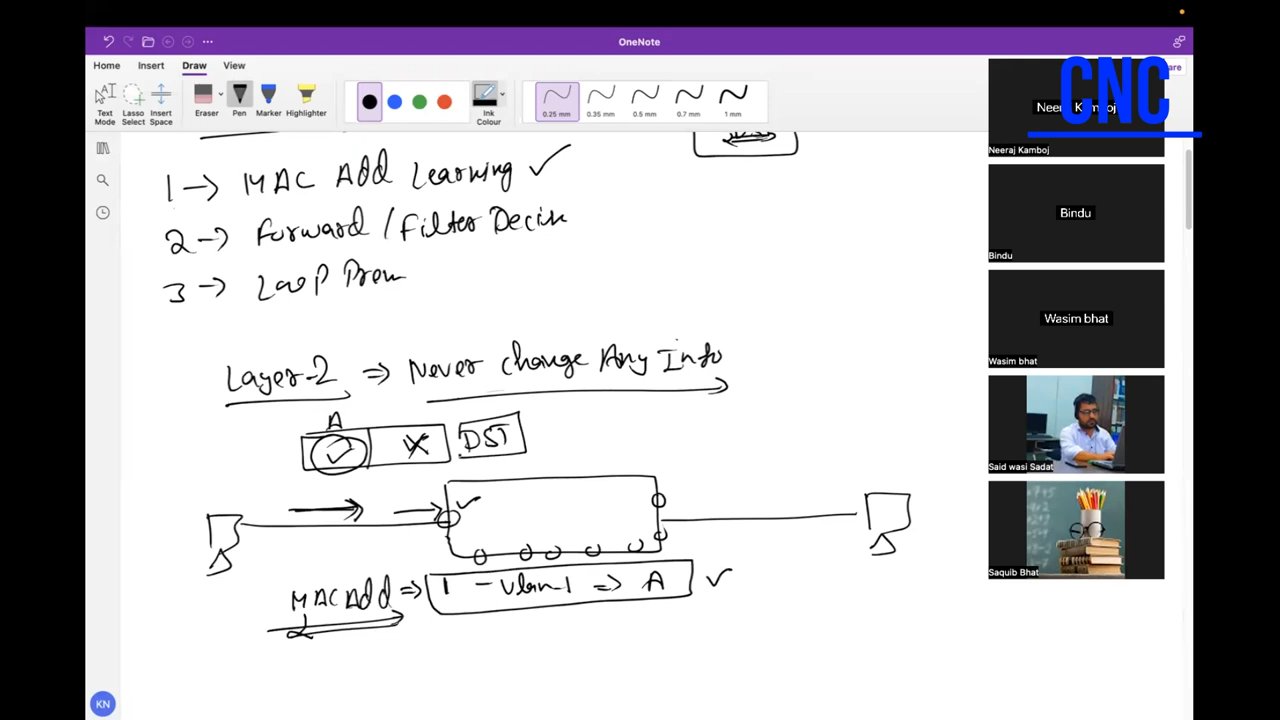 OneNote
CNC
Home Insert Draw View
Text Mode
Lasso Select
Insert Space
Eraser
Pen
Marker
Highlighter
0.25 mm
0.35 mm
0.5 mm
0.7 mm
1 mm
Ink Colour
1 → MAC Add Learning ✓
2 → Forward / Filter Decisi
3 → Loop Prev
Layer-2 ⇒ Never change Any Info
A
✓ X DST
✓
MAC Add ⇒ 1 - Vlan-1 ⇒ A ✓
Neeraj Kamboj
Bindu
Bindu
Wasim bhat
Wasim bhat
Said wasi Sadat
Saquib Bhat
KN